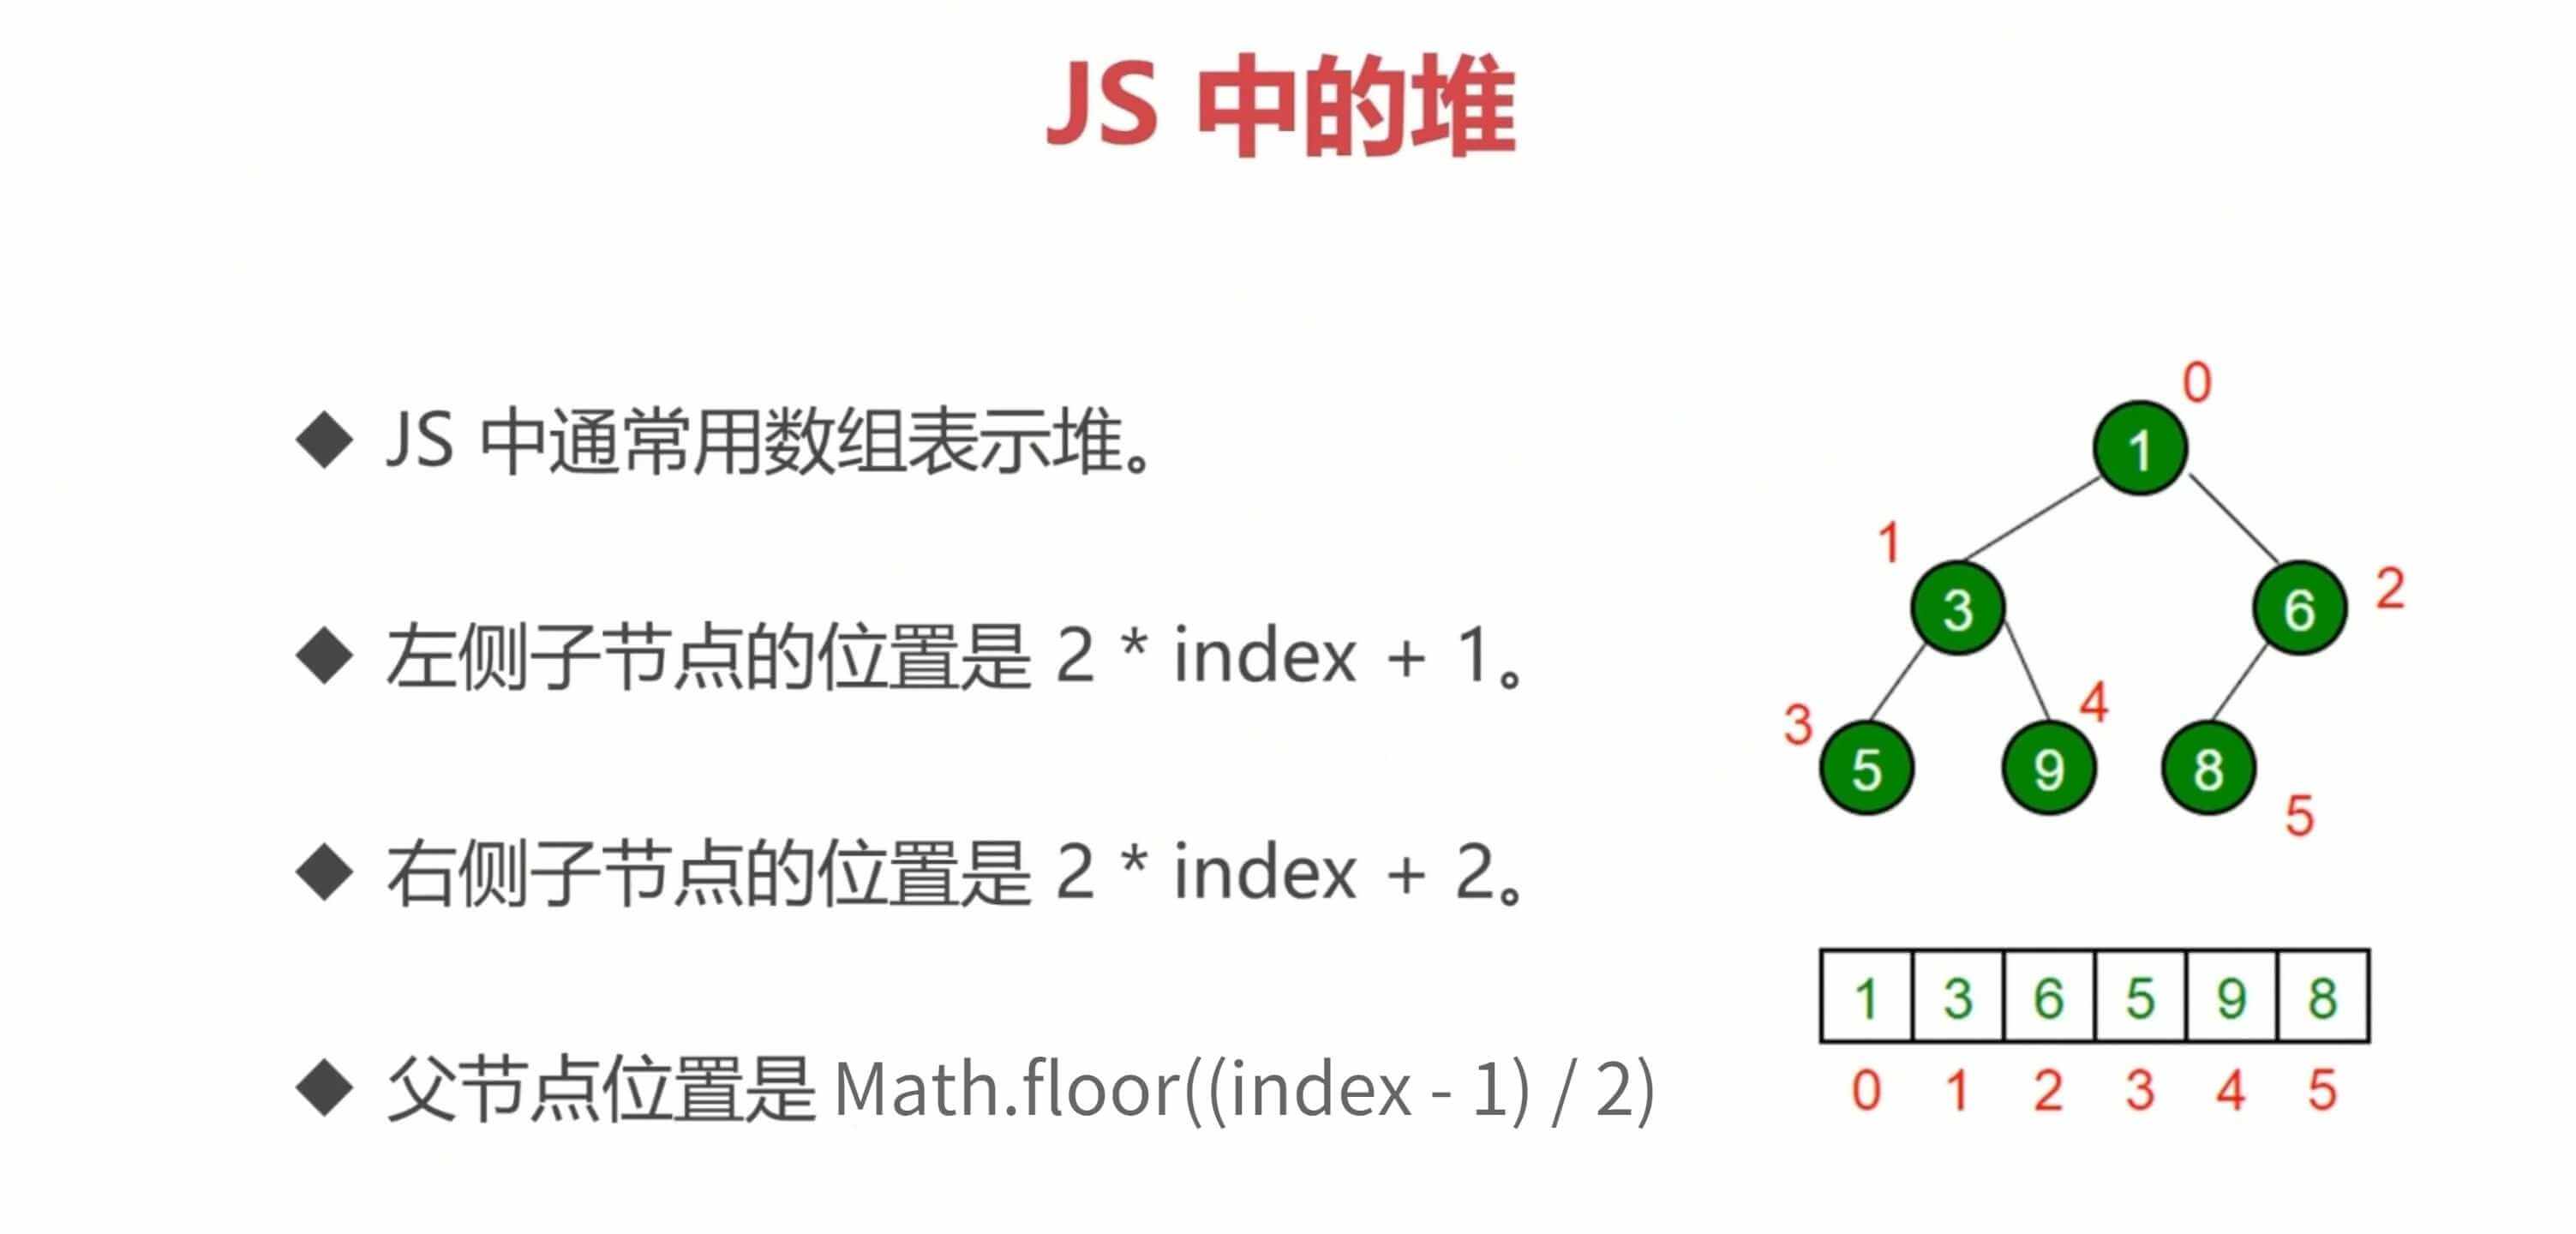 JS 中的堆
◆ JS 中通常用数组表示堆。
◆ 左侧子节点的位置是 2 * index + 1。
◆ 右侧子节点的位置是 2 * index + 2。
◆ 父节点位置是 Math.floor((index - 1) / 2)
0
1
1
3
6
2
3
4
5
9
8
5
1 3 6 5 9 8
0 1 2 3 4 5